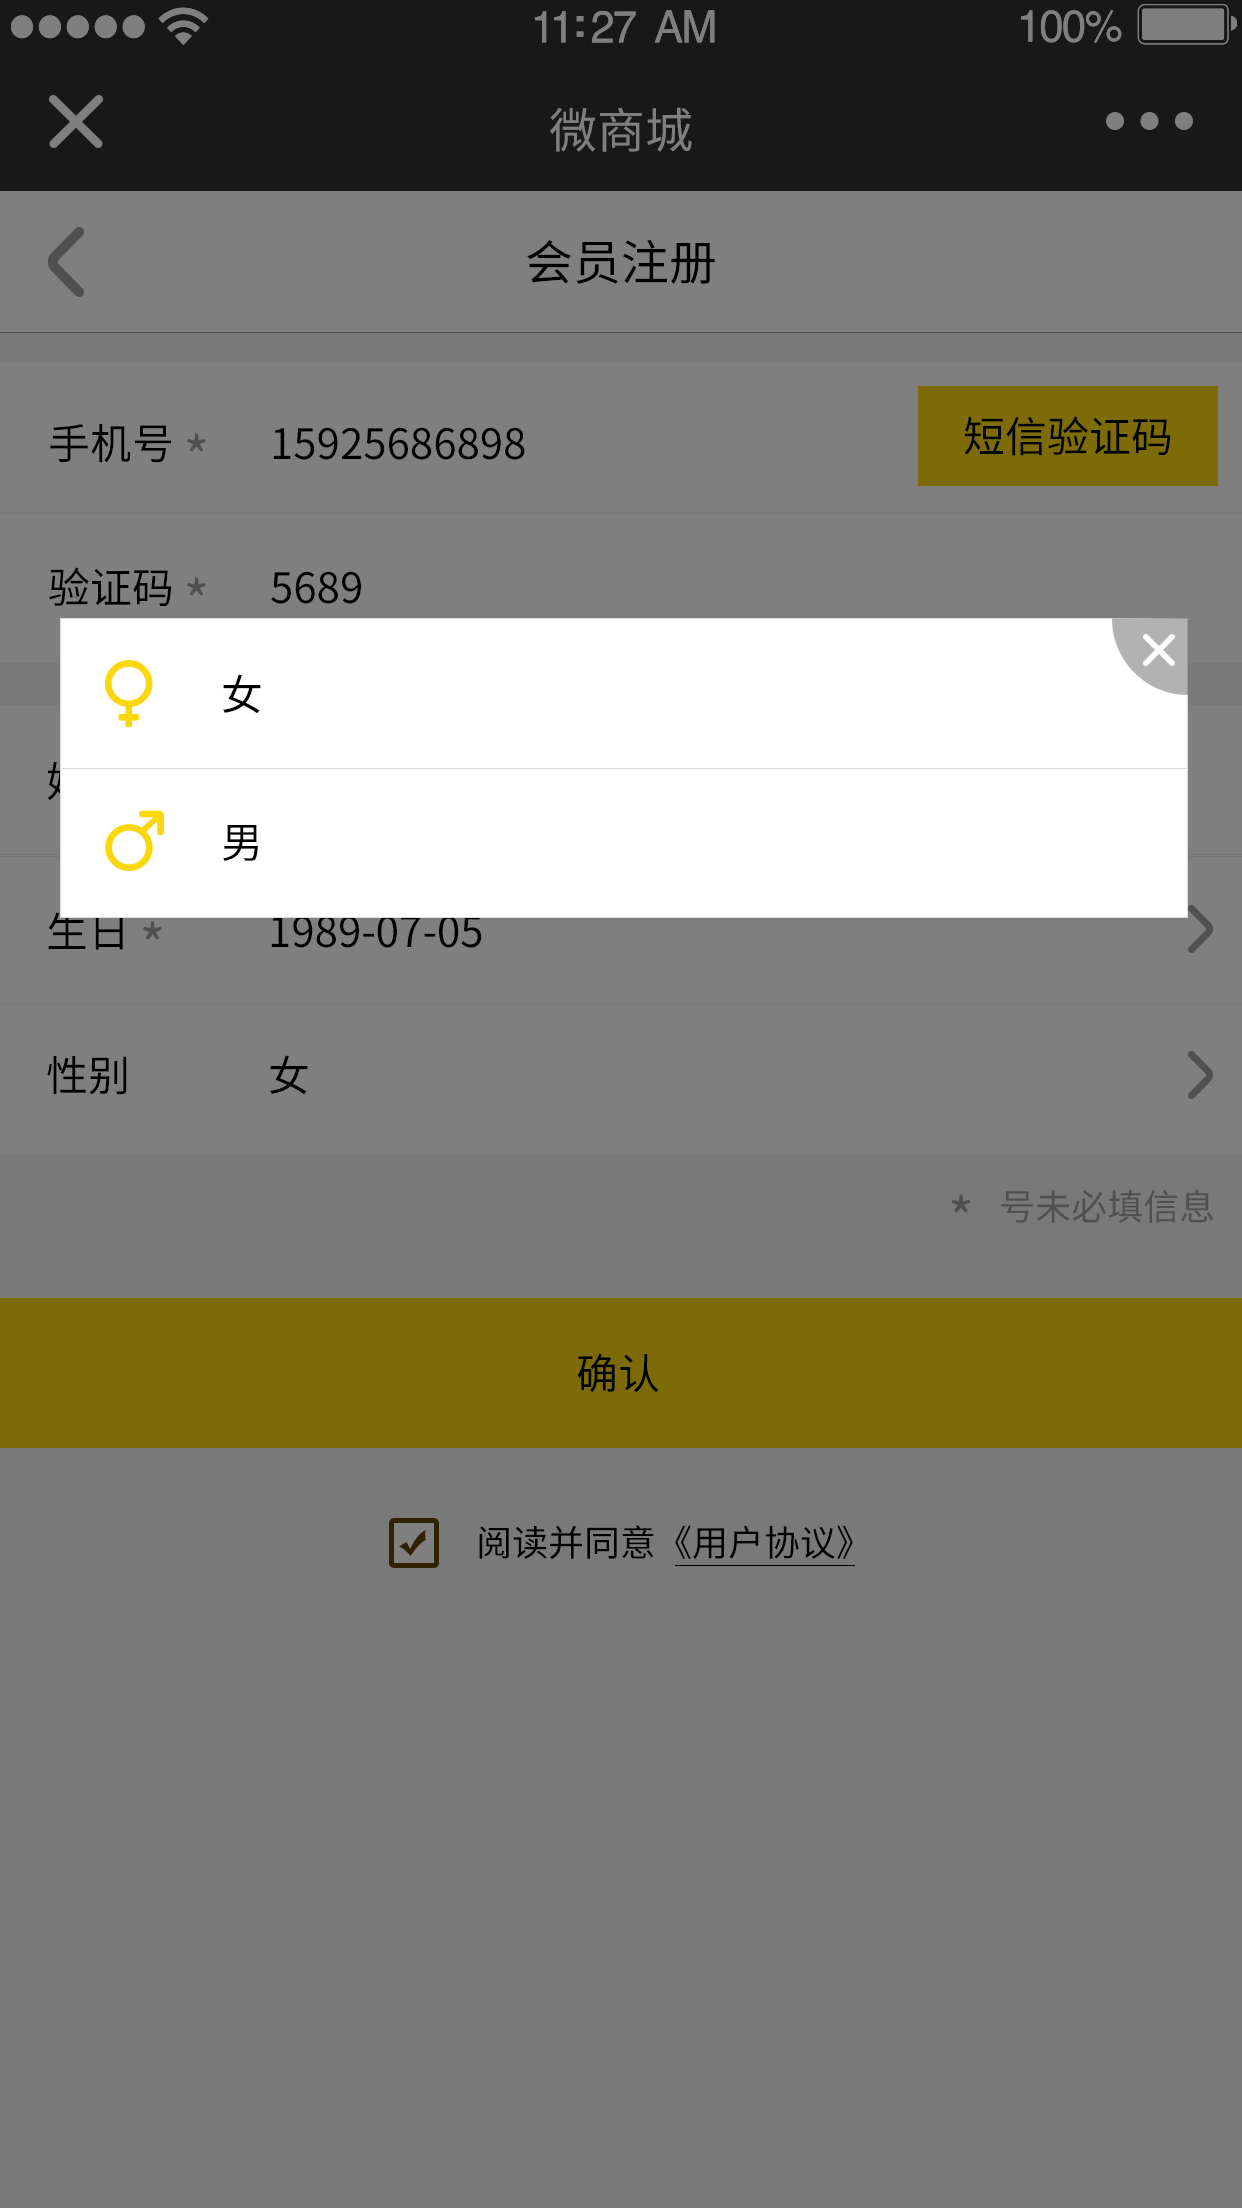 11:27 AM 100%
微商城
会员注册
手机号 * 15925686898 短信验证码
验证码 * 5689
女
男
生日 * 1989-07-05
性别 女
* 号未必填信息
确认
阅读并同意《用户协议》